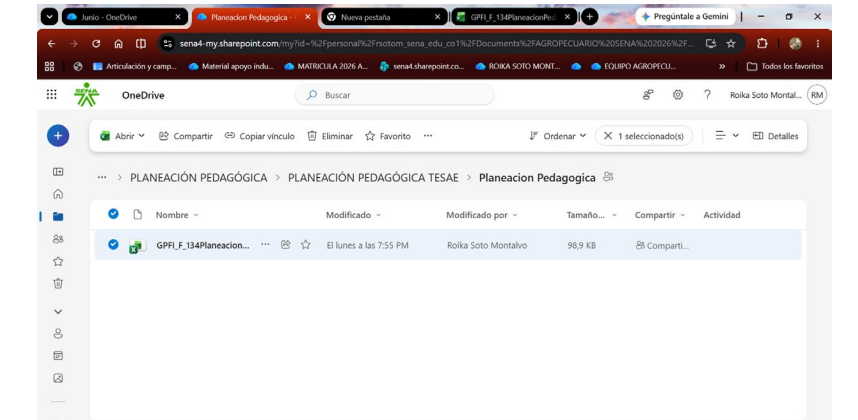 Junio - OneDrive
Planeacion Pedagogica -
Nueva pestaña
GPFI_F_134PlaneacionPed
Pregúntale a Gemini
sena4-my.sharepoint.com/my?id=%2Fpersonal%2Frsotom_sena_edu_co1%2FDocuments%2FAGROPECUARIO%20SENA%202026%2F...
Articulación y camp...
Material apoyo indu...
MATRICULA 2026 A...
sena4.sharepoint.co...
ROIKA SOTO MONT...
EQUIPO AGROPECU...
»
Todos los favoritos
SENA
OneDrive
Buscar
?
Roika Soto Montal...
RM
Abrir
Compartir
Copiar vínculo
Eliminar
Favorito
...
Ordenar
1 seleccionado(s)
Detalles
... > PLANEACIÓN PEDAGÓGICA > PLANEACIÓN PEDAGÓGICA TESAE > Planeacion Pedagogica
Nombre Modificado Modificado por Tamaño... Compartir Actividad
GPFI_F_134Planeacion... ... El lunes a las 7:55 PM Roika Soto Montalvo 98,9 KB Comparti...